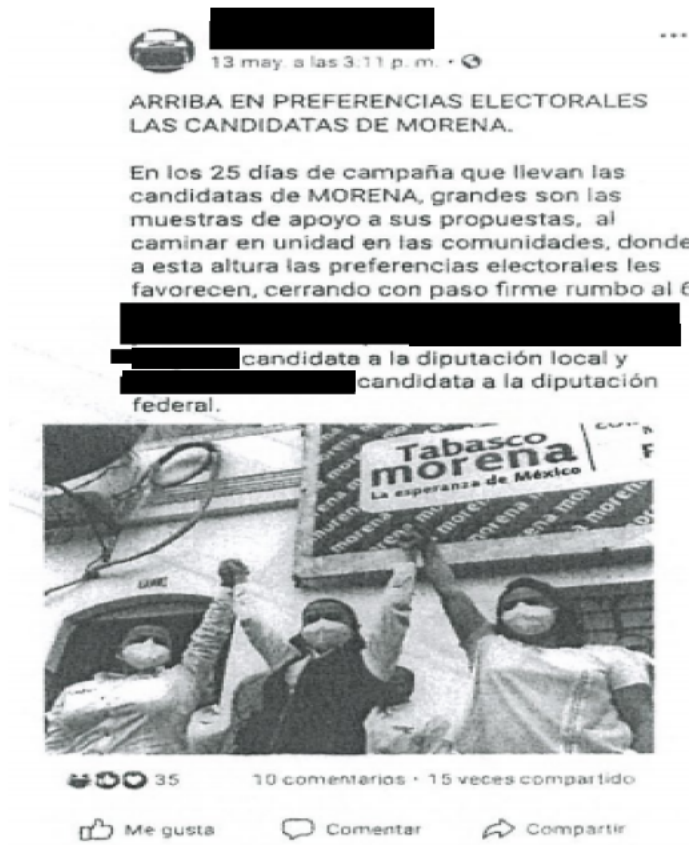 13 may. a las 3:11 p. m.
ARRIBA EN PREFERENCIAS ELECTORALES
LAS CANDIDATAS DE MORENA.
En los 25 días de campaña que llevan las
candidatas de MORENA, grandes son las
muestras de apoyo a sus propuestas, al
caminar en unidad en las comunidades, donde
a esta altura las preferencias electorales les
favorecen, cerrando con paso firme rumbo al 6
candidata a la diputación local y
candidata a la diputación
federal.
Tabasco
morena
La esperanza de México
35
10 comentarios · 15 veces compartido
Me gusta
Comentar
Compartir